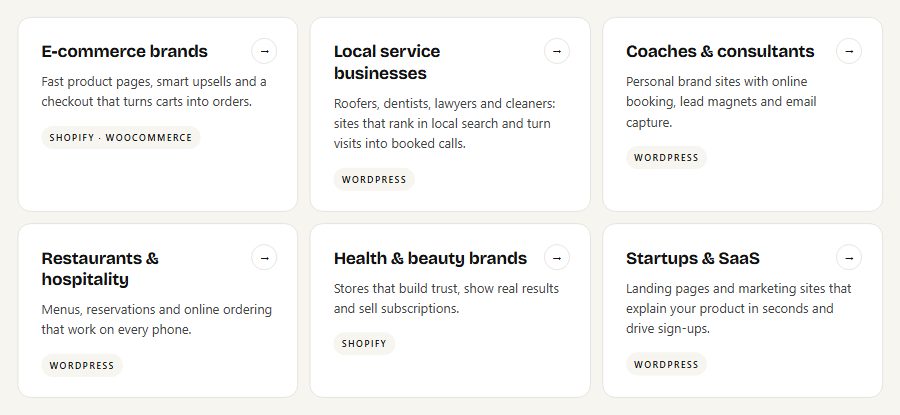 E-commerce brands →
Fast product pages, smart upsells and a
checkout that turns carts into orders.
SHOPIFY · WOOCOMMERCE
Local service →
businesses
Roofers, dentists, lawyers and cleaners:
sites that rank in local search and turn
visits into booked calls.
WORDPRESS
Coaches & consultants →
Personal brand sites with online
booking, lead magnets and email
capture.
WORDPRESS
Restaurants & →
hospitality
Menus, reservations and online ordering
that work on every phone.
WORDPRESS
Health & beauty brands →
Stores that build trust, show real results
and sell subscriptions.
SHOPIFY
Startups & SaaS →
Landing pages and marketing sites that
explain your product in seconds and
drive sign-ups.
WORDPRESS